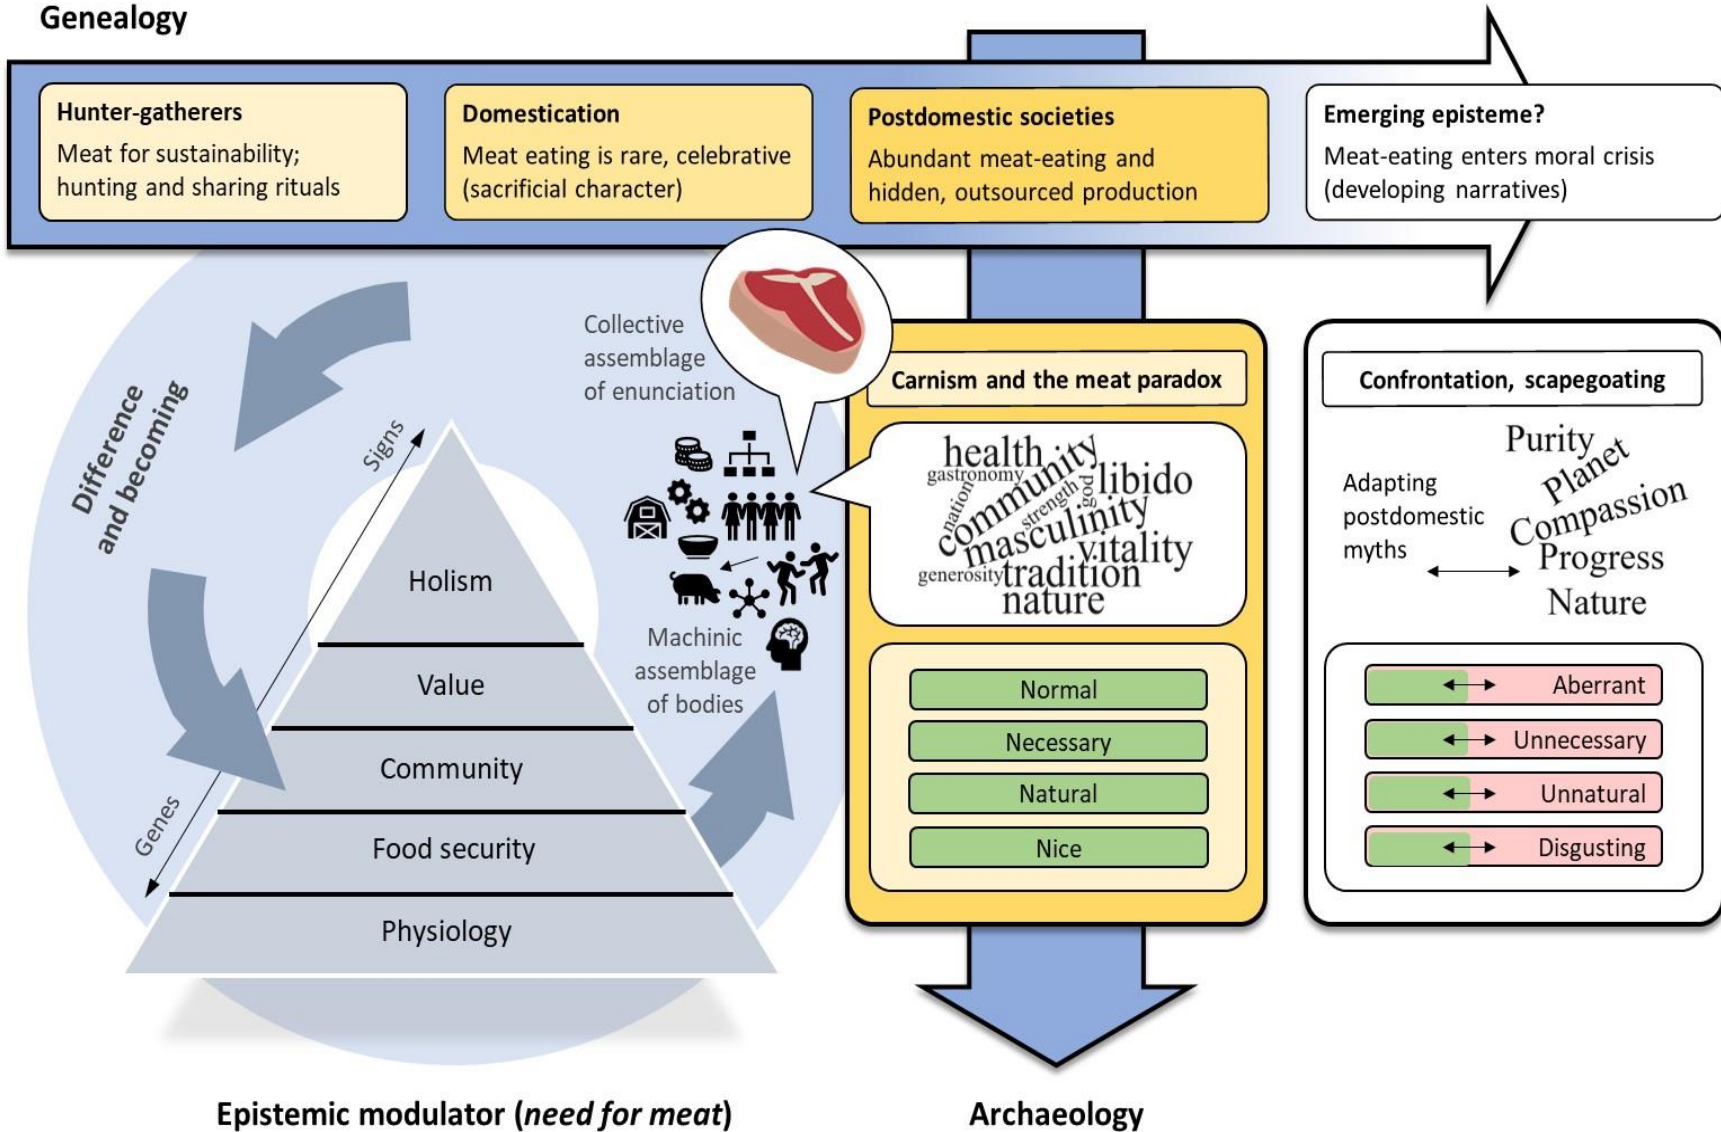 Genealogy
Hunter-gatherers
Meat for sustainability;
hunting and sharing rituals
Domestication
Meat eating is rare, celebrative
(sacrificial character)
Postdomestic societies
Abundant meat-eating and
hidden, outsourced production
Emerging episteme?
Meat-eating enters moral crisis
(developing narratives)
Difference
and becoming
Signs
Genes
Collective
assemblage
of enunciation
Machinic
assemblage
of bodies
Holism
Value
Community
Food security
Physiology
Carnism and the meat paradox
health
gastronomy
nation
community
strength
god
libido
masculinity
vitality
generosity
tradition
nature
Normal
Necessary
Natural
Nice
Confrontation, scapegoating
Adapting
postdomestic
myths
Purity
Planet
Compassion
Progress
Nature
Aberrant
Unnecessary
Unnatural
Disgusting
Epistemic modulator (need for meat)
Archaeology